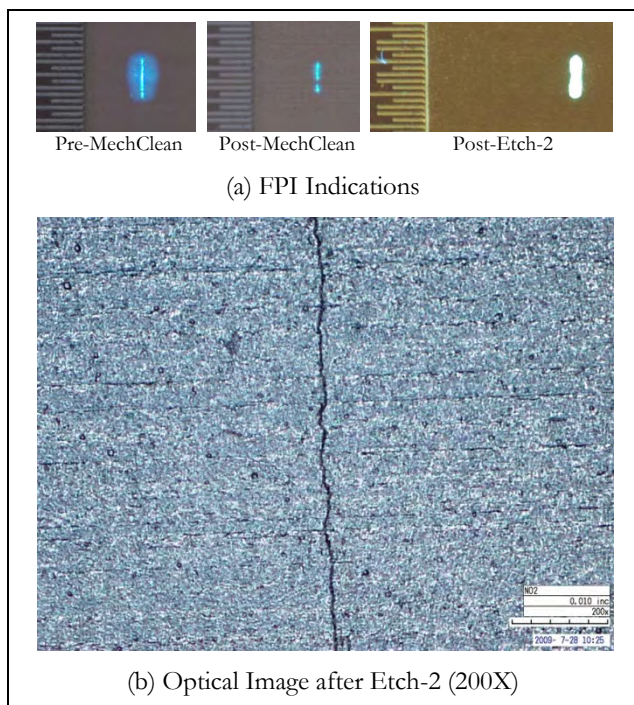 Pre-MechClean
Post-MechClean
Post-Etch-2
(a) FPI Indications
NO2
0.010 inc
200x
2009- 7-28 10:25
(b) Optical Image after Etch-2 (200X)